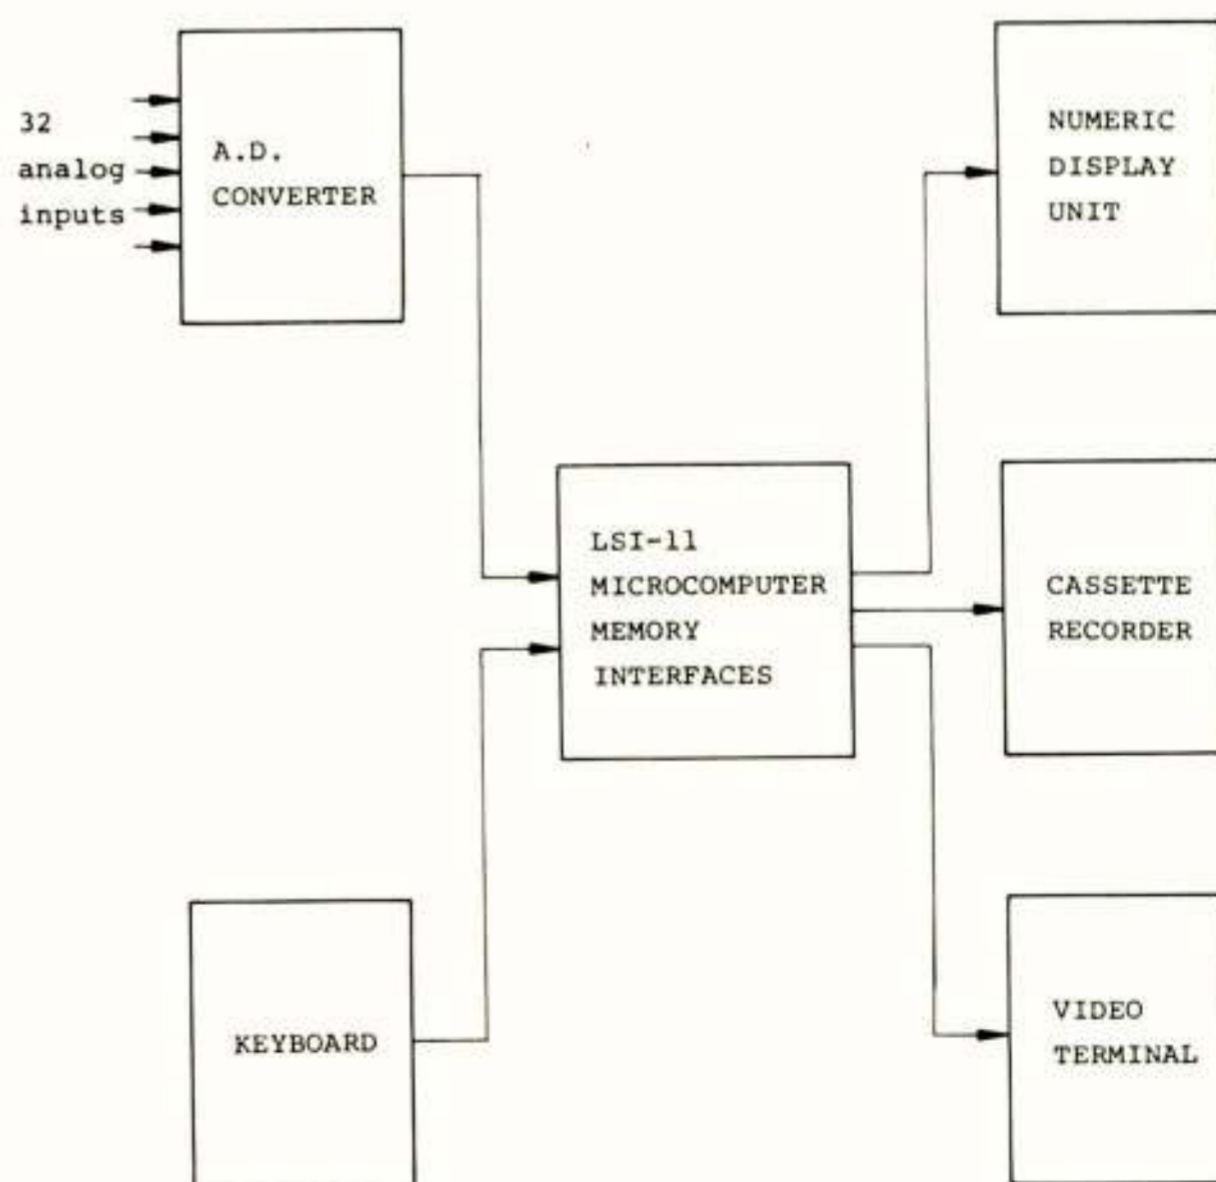 32
analog
inputs
A.D.
CONVERTER
NUMERIC
DISPLAY
UNIT
LSI-11
MICROCOMPUTER
MEMORY
INTERFACES
CASSETTE
RECORDER
KEYBOARD
VIDEO
TERMINAL